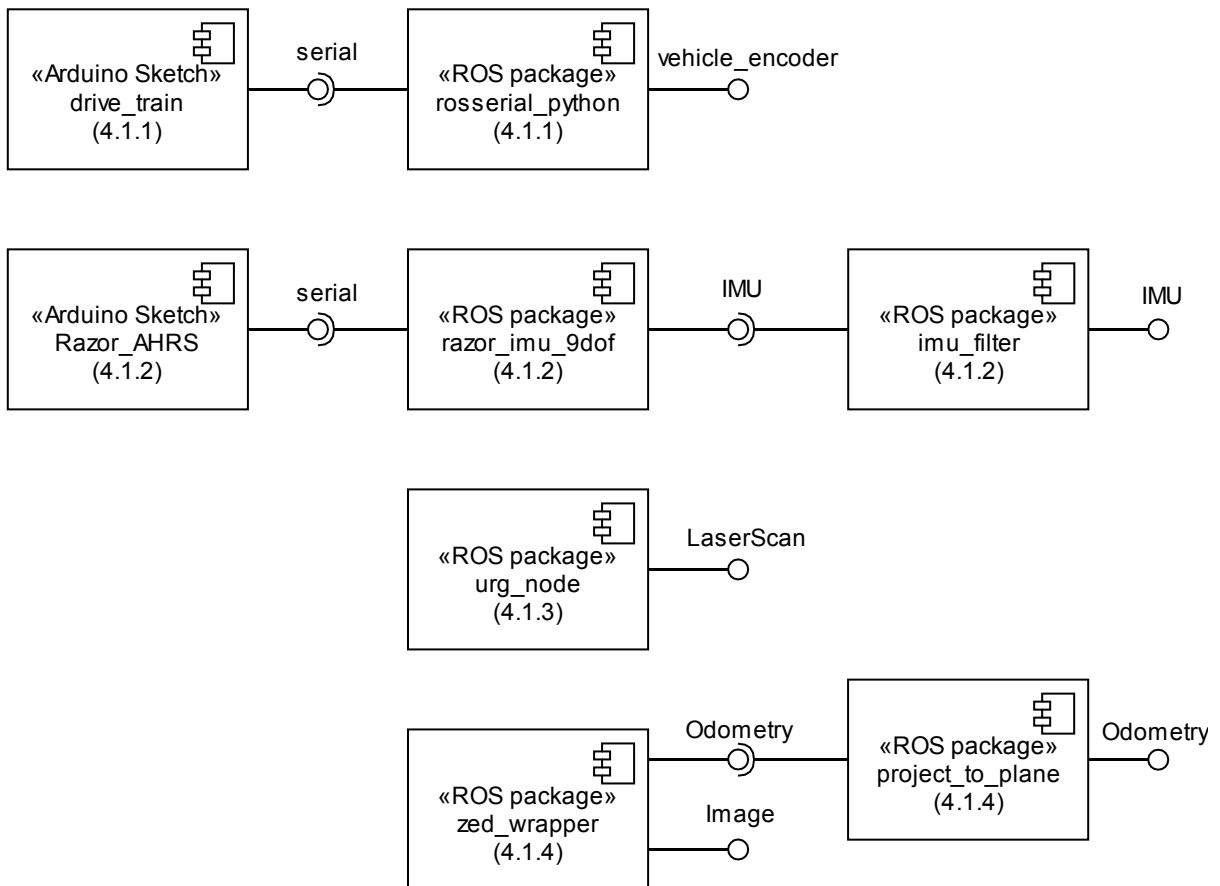 serial
vehicle_encoder
«Arduino Sketch»
drive_train
(4.1.1)
«ROS package»
rosserial_python
(4.1.1)
serial
IMU
IMU
«Arduino Sketch»
Razor_AHRS
(4.1.2)
«ROS package»
razor_imu_9dof
(4.1.2)
«ROS package»
imu_filter
(4.1.2)
LaserScan
«ROS package»
urg_node
(4.1.3)
Odometry
Odometry
«ROS package»
project_to_plane
(4.1.4)
«ROS package»
zed_wrapper
(4.1.4)
Image